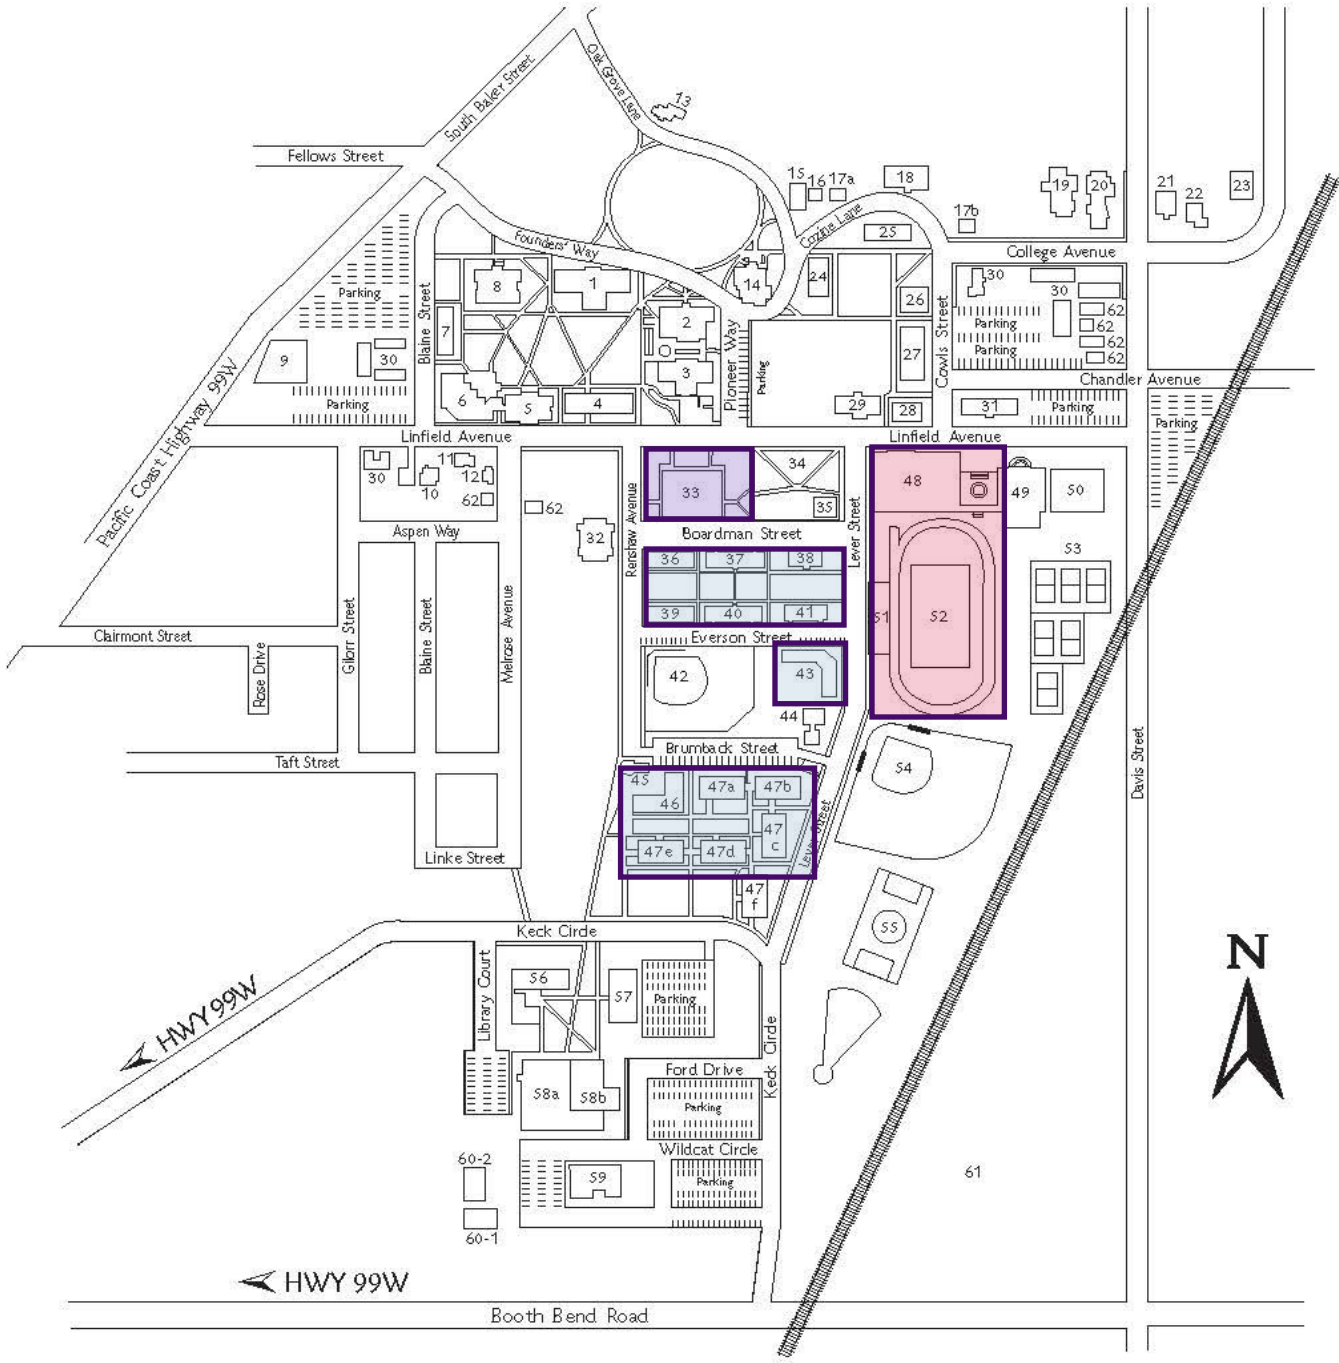 Oak Grove Lane
13
South Baker Street
Fellows Street
15
16
17a
18
19
20
21
22
23
17b
Cozine Lane
25
Founders' Way
College Avenue
Parking
Blaine Street
8
1
14
24
26
30
30
62
62
62
62
Parking
Parking
7
2
Pioneer Way
Parking
27
Cowls Street
9
30
3
Chandler Avenue
Parking
6
5
4
29
28
31
Parking
Parking
Pacific Coast Highway 99W
Linfield Avenue
Linfield Avenue
30
11
10
12
62
62
33
34
35
48
49
50
Aspen Way
32
Renshaw Avenue
Boardman Street
Lever Street
36
37
38
53
39
40
41
51
52
Clairmont Street
Rose Drive
Gilorr Street
Blaine Street
Melrose Avenue
Everson Street
42
43
44
Taft Street
Brumback Street
54
Davis Street
45
46
47a
47b
47
c
47e
47d
Lever Street
Linke Street
47
f
55
Keck Circle
HWY 99W
Library Court
56
57
Parking
Keck Circle
N
Ford Drive
58a
58b
Parking
Wildcat Circle
60-2
59
Parking
61
60-1
HWY 99W
Booth Bend Road